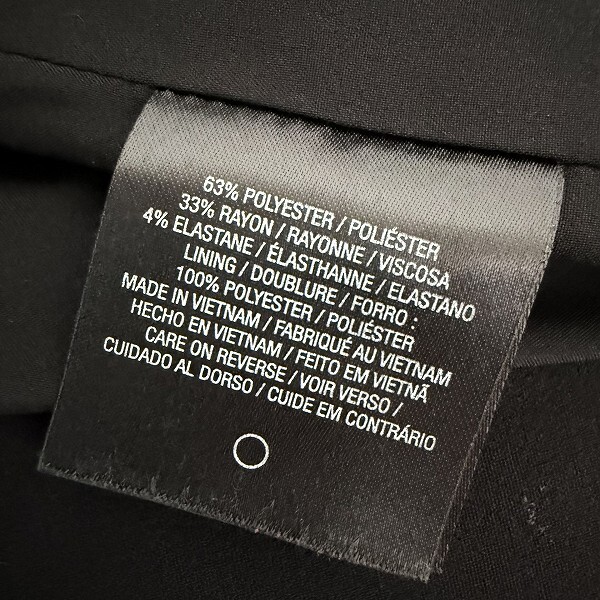 63% POLYESTER / POLIÉSTER
33% RAYON / RAYONNE / VISCOSA
4% ELASTANE / ÉLASTHANNE / ELASTANO
LINING / DOUBLURE / FORRO :
100% POLYESTER / POLIÉSTER
MADE IN VIETNAM / FABRIQUÉ AU VIETNAM
HECHO EN VIETNAM / FEITO EM VIETNÃ
CARE ON REVERSE / VOIR VERSO /
CUIDADO AL DORSO / CUIDE EM CONTRÁRIO